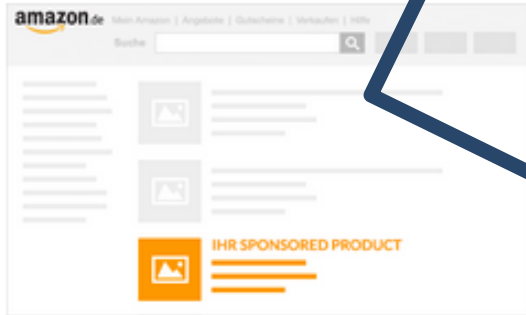 amazon.de Mein Amazon | Angebote | Gutscheine | Verkaufen | Hilfe
Suche
IHR SPONSORED PRODUCT